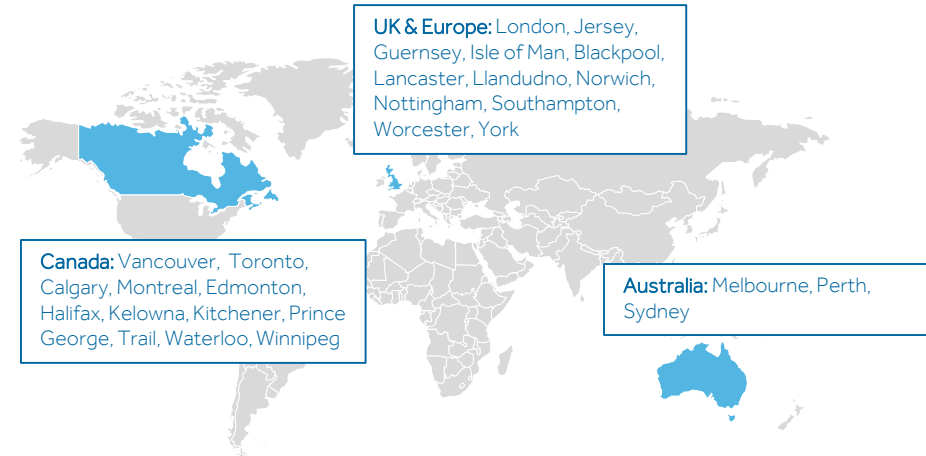 UK & Europe: London, Jersey,
Guernsey, Isle of Man, Blackpool,
Lancaster, Llandudno, Norwich,
Nottingham, Southampton,
Worcester, York
Canada: Vancouver, Toronto,
Calgary, Montreal, Edmonton,
Halifax, Kelowna, Kitchener, Prince
George, Trail, Waterloo, Winnipeg
Australia: Melbourne, Perth,
Sydney